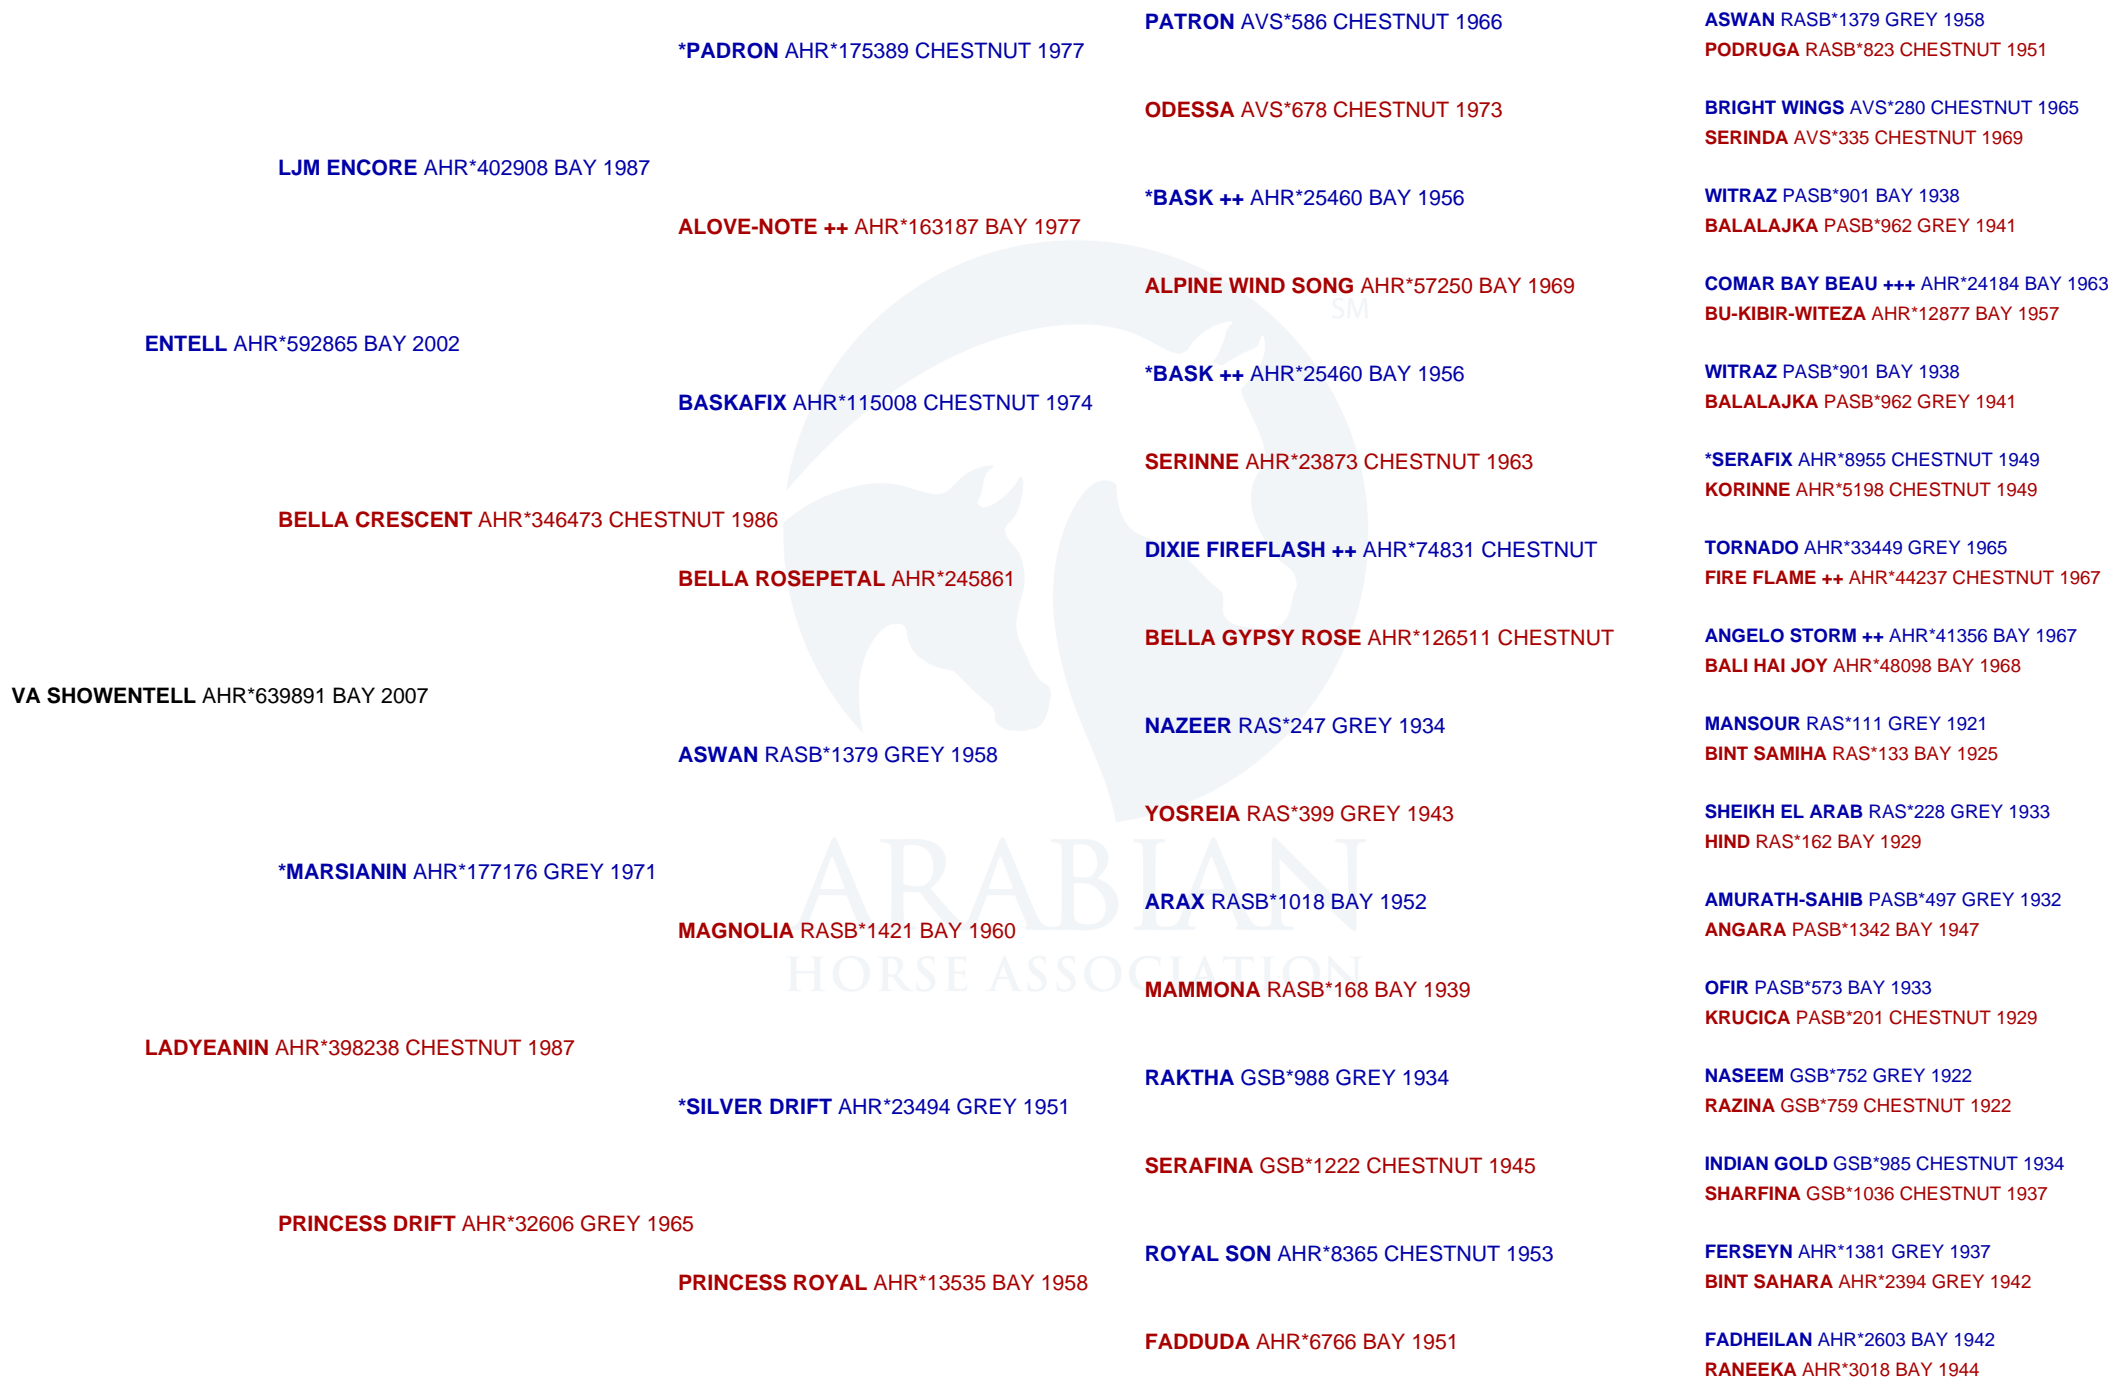 PATRON AVS*586 CHESTNUT 1966
ASWAN RASB*1379 GREY 1958
*PADRON AHR*175389 CHESTNUT 1977
PODRUGA RASB*823 CHESTNUT 1951
ODESSA AVS*678 CHESTNUT 1973
BRIGHT WINGS AVS*280 CHESTNUT 1965
SERINDA AVS*335 CHESTNUT 1969
LJM ENCORE AHR*402908 BAY 1987
*BASK ++ AHR*25460 BAY 1956
WITRAZ PASB*901 BAY 1938
ALOVE-NOTE ++ AHR*163187 BAY 1977
BALALAJKA PASB*962 GREY 1941
ALPINE WIND SONG AHR*57250 BAY 1969
COMAR BAY BEAU +++ AHR*24184 BAY 1963
SM
BU-KIBIR-WITEZA AHR*12877 BAY 1957
ENTELL AHR*592865 BAY 2002
*BASK ++ AHR*25460 BAY 1956
WITRAZ PASB*901 BAY 1938
BASKAFIX AHR*115008 CHESTNUT 1974
BALALAJKA PASB*962 GREY 1941
SERINNE AHR*23873 CHESTNUT 1963
*SERAFIX AHR*8955 CHESTNUT 1949
KORINNE AHR*5198 CHESTNUT 1949
BELLA CRESCENT AHR*346473 CHESTNUT 1986
DIXIE FIREFLASH ++ AHR*74831 CHESTNUT
TORNADO AHR*33449 GREY 1965
BELLA ROSEPETAL AHR*245861
FIRE FLAME ++ AHR*44237 CHESTNUT 1967
BELLA GYPSY ROSE AHR*126511 CHESTNUT
ANGELO STORM ++ AHR*41356 BAY 1967
BALI HAI JOY AHR*48098 BAY 1968
VA SHOWENTELL AHR*639891 BAY 2007
NAZEER RAS*247 GREY 1934
MANSOUR RAS*111 GREY 1921
ASWAN RASB*1379 GREY 1958
BINT SAMIHA RAS*133 BAY 1925
YOSREIA RAS*399 GREY 1943
SHEIKH EL ARAB RAS*228 GREY 1933
HIND RAS*162 BAY 1929
*MARSIANIN AHR*177176 GREY 1971
ARABIAN
ARAX RASB*1018 BAY 1952
AMURATH-SAHIB PASB*497 GREY 1932
MAGNOLIA RASB*1421 BAY 1960
ANGARA PASB*1342 BAY 1947
HORSE ASSOCIATION
MAMMONA RASB*168 BAY 1939
OFIR PASB*573 BAY 1933
KRUCICA PASB*201 CHESTNUT 1929
LADYEANIN AHR*398238 CHESTNUT 1987
RAKTHA GSB*988 GREY 1934
NASEEM GSB*752 GREY 1922
*SILVER DRIFT AHR*23494 GREY 1951
RAZINA GSB*759 CHESTNUT 1922
SERAFINA GSB*1222 CHESTNUT 1945
INDIAN GOLD GSB*985 CHESTNUT 1934
SHARFINA GSB*1036 CHESTNUT 1937
PRINCESS DRIFT AHR*32606 GREY 1965
ROYAL SON AHR*8365 CHESTNUT 1953
FERSEYN AHR*1381 GREY 1937
PRINCESS ROYAL AHR*13535 BAY 1958
BINT SAHARA AHR*2394 GREY 1942
FADDUDA AHR*6766 BAY 1951
FADHEILAN AHR*2603 BAY 1942
RANEEKA AHR*3018 BAY 1944